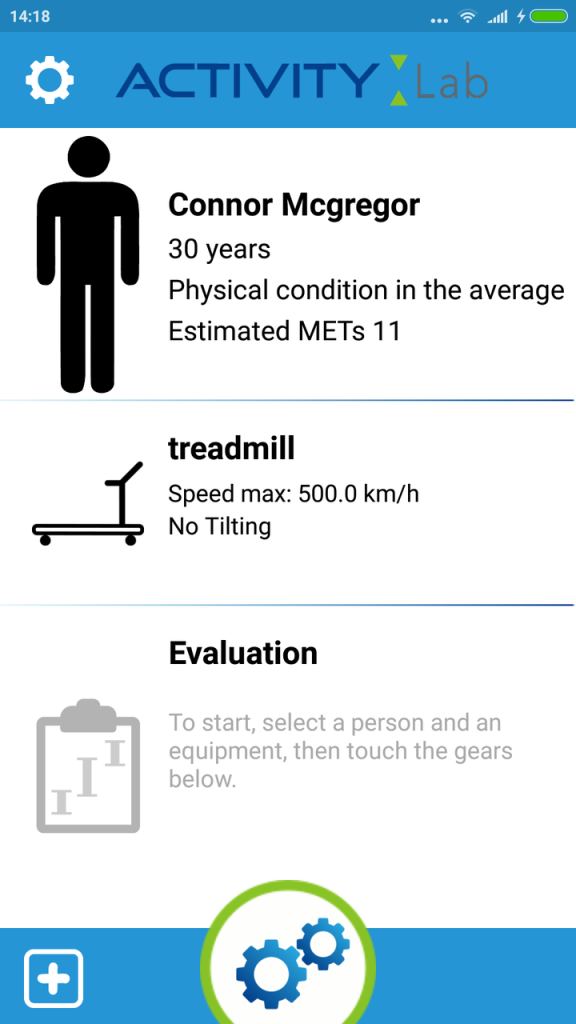 14:18
ACTIVITY Lab
Connor Mcgregor
30 years
Physical condition in the average
Estimated METs 11
treadmill
Speed max: 500.0 km/h
No Tilting
Evaluation
To start, select a person and an
equipment, then touch the gears
below.